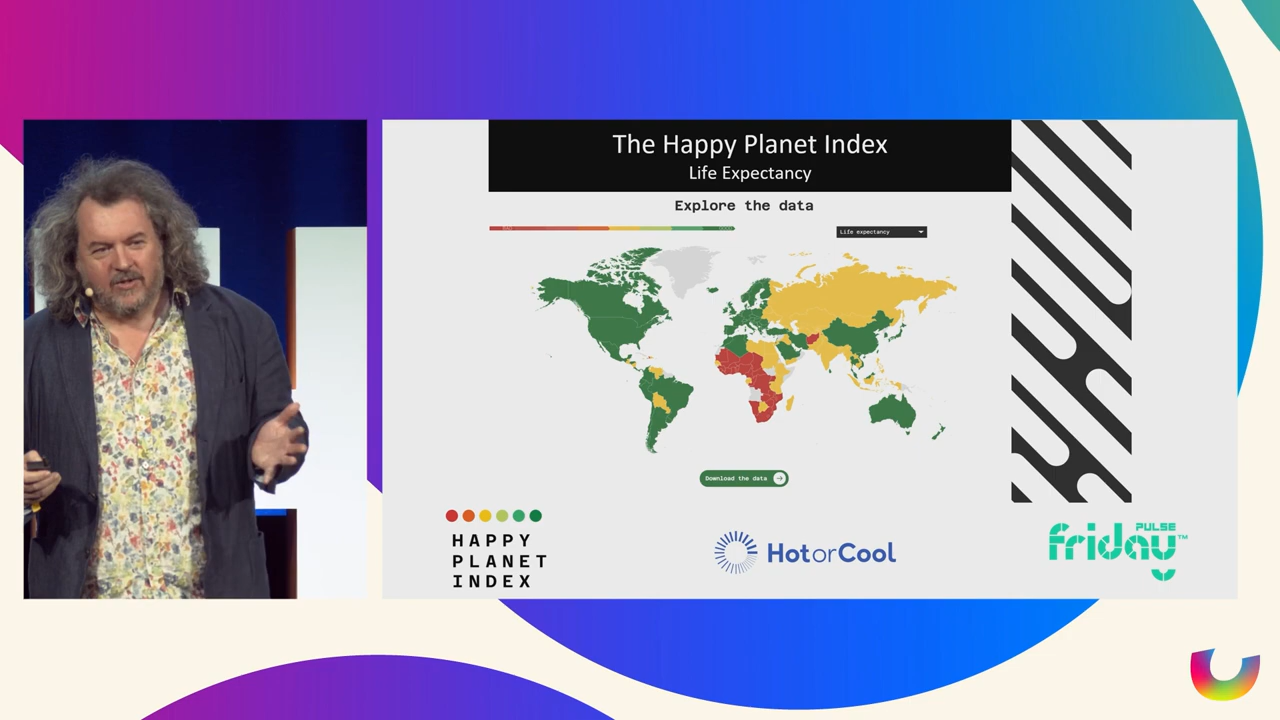 The Happy Planet Index
Life Expectancy
Explore the data
Life expectancy
Download the data
HAPPY
PLANET
INDEX
HotorCool
PULSE
friday™